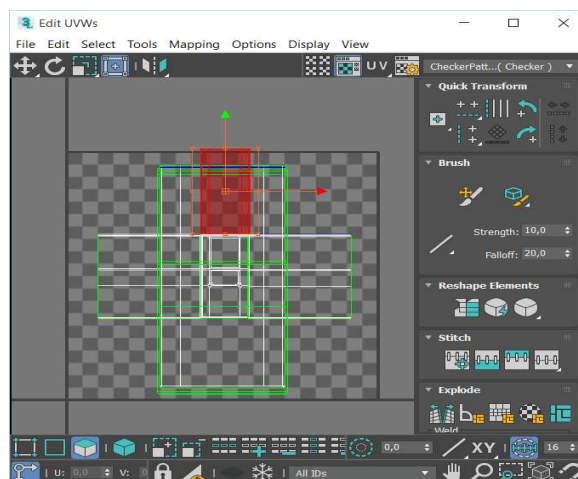 Edit UVWs
File Edit Select Tools Mapping Options Display View
UV CheckerPatt...( Checker )
Quick Transform
Brush
Strength: 10,0
Falloff: 20,0
Reshape Elements
Stitch
Explode
Weld
0,0 XY 16
U: 0,0 V: 0 All IDs